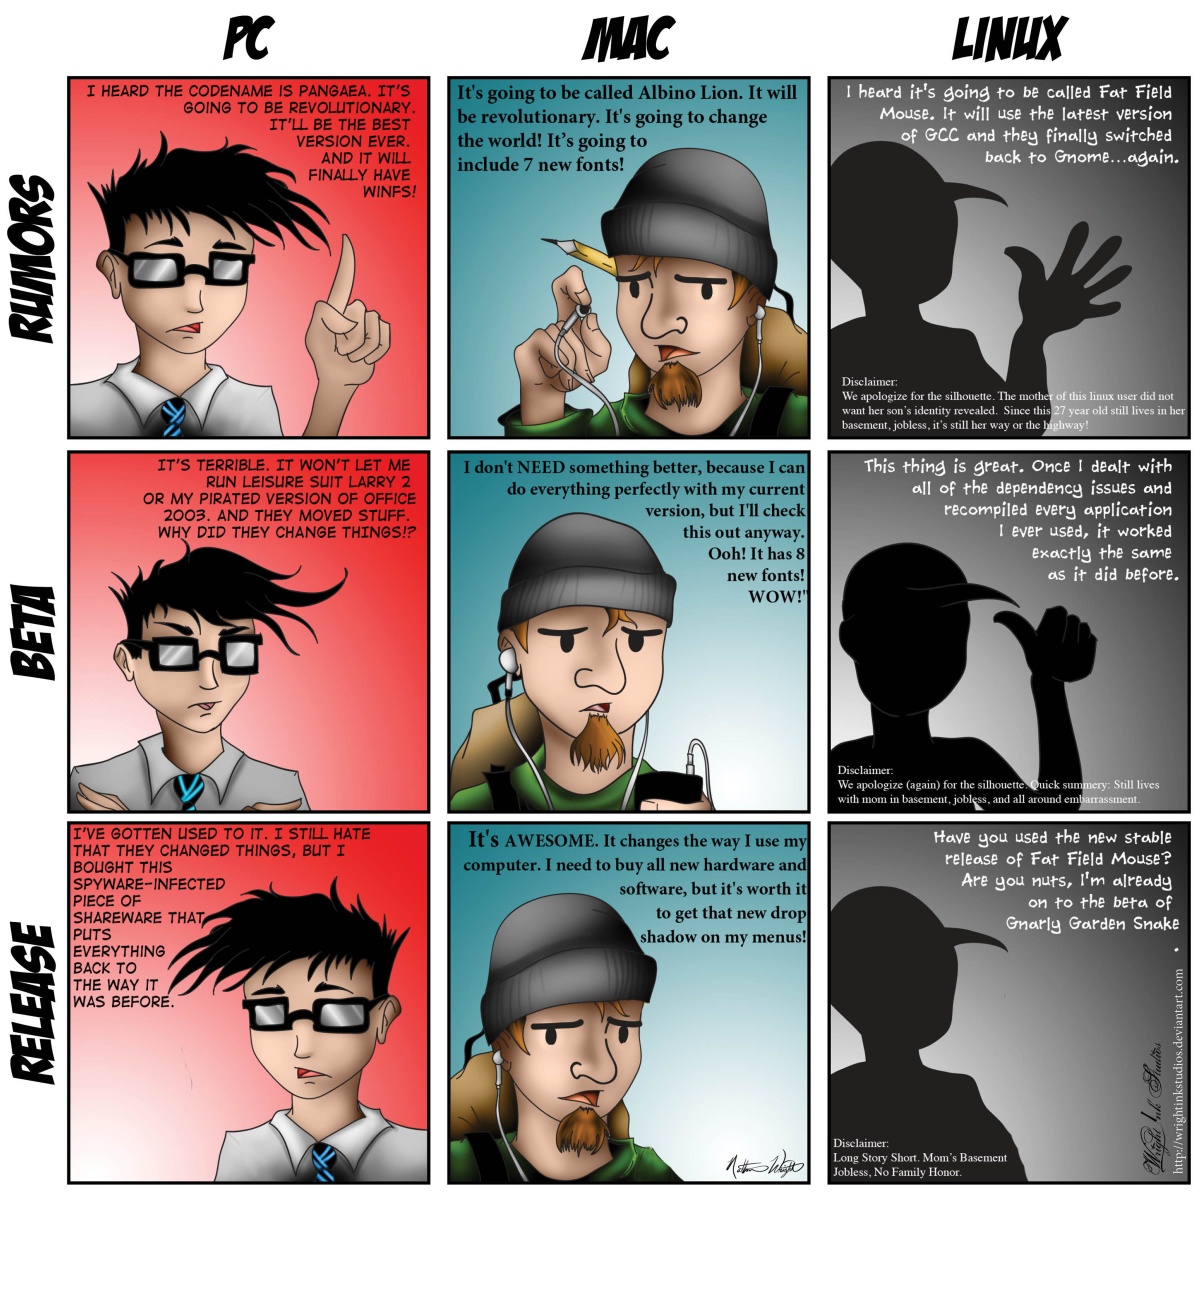 PC
MAC
LINUX
RUMORS
I HEARD THE CODENAME IS PANGAEA. IT'S
GOING TO BE REVOLUTIONARY.
IT'LL BE THE BEST
VERSION EVER.
AND IT WILL
FINALLY HAVE
WINFS!
It's going to be called Albino Lion. It will
be revolutionary. It's going to change
the world! It's going to
include 7 new fonts!
I heard it's going to be called Fat Field
Mouse. It will use the latest version
of GCC and they finally switched
back to Gnome...again.
Disclaimer:
We apologize for the silhouette. The mother of this linux user did not
want her son's identity revealed. Since this 27 year old still lives in her
basement, jobless, it's still her way or the highway!
BETA
IT'S TERRIBLE. IT WON'T LET ME
RUN LEISURE SUIT LARRY 2
OR MY PIRATED VERSION OF OFFICE
2003. AND THEY MOVED STUFF.
WHY DID THEY CHANGE THINGS!?
I don't NEED something better, because I can
do everything perfectly with my current
version, but I'll check
this out anyway.
Ooh! It has 8
new fonts!
WOW!"
This thing is great. Once I dealt with
all of the dependency issues and
recompiled every application
I ever used, it worked
exactly the same
as it did before.
Disclaimer:
We apologize (again) for the silhouette. Quick summery: Still lives
with mom in basement, jobless, and all around embarrassment.
RELEASE
I'VE GOTTEN USED TO IT. I STILL HATE
THAT THEY CHANGED THINGS, BUT I
BOUGHT THIS
SPYWARE-INFECTED
PIECE OF
SHAREWARE THAT
PUTS
EVERYTHING
BACK TO
THE WAY IT
WAS BEFORE.
It's AWESOME. It changes the way I use my
computer. I need to buy all new hardware and
software, but it's worth it
to get that new drop
shadow on my menus!
Nathan Wright
Have you used the new stable
release of Fat Field Mouse?
Are you nuts, I'm already
on to the beta of
Gnarly Garden Snake
.
Disclaimer:
Long Story Short. Mom's Basement
Jobless, No Family Honor.
Wright Ink Studios
http://wrightinkstudios.deviantart.com